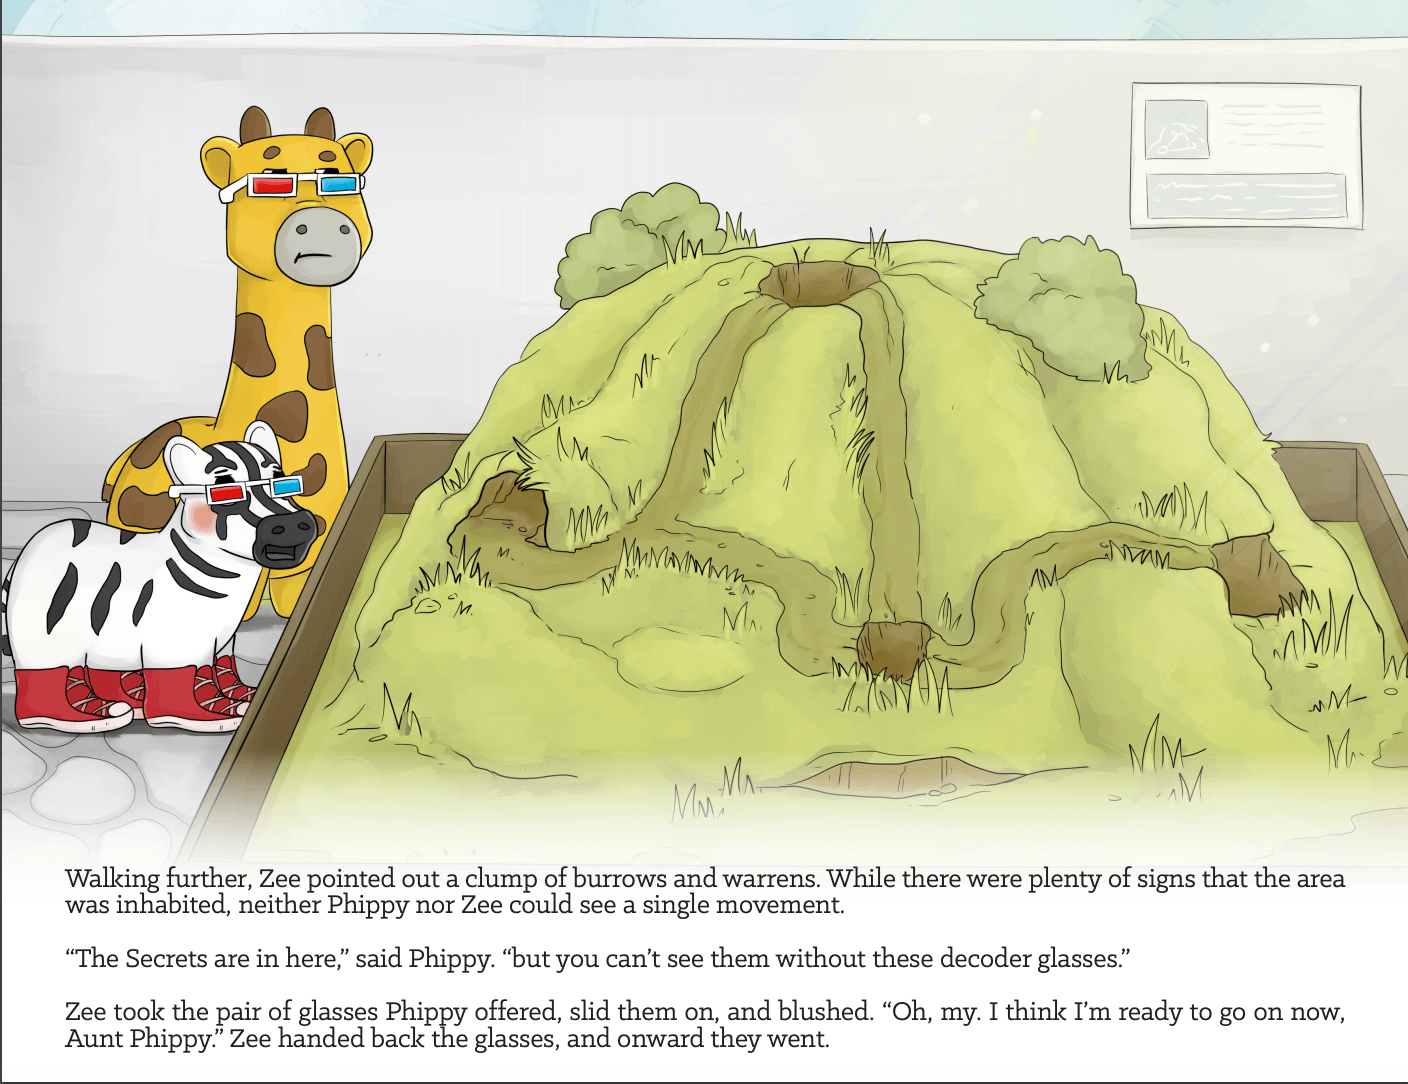 Walking further, Zee pointed out a clump of burrows and warrens. While there were plenty of signs that the area
was inhabited, neither Phippy nor Zee could see a single movement.
“The Secrets are in here,” said Phippy. “but you can’t see them without these decoder glasses.”
Zee took the pair of glasses Phippy offered, slid them on, and blushed. “Oh, my. I think I’m ready to go on now,
Aunt Phippy.” Zee handed back the glasses, and onward they went.